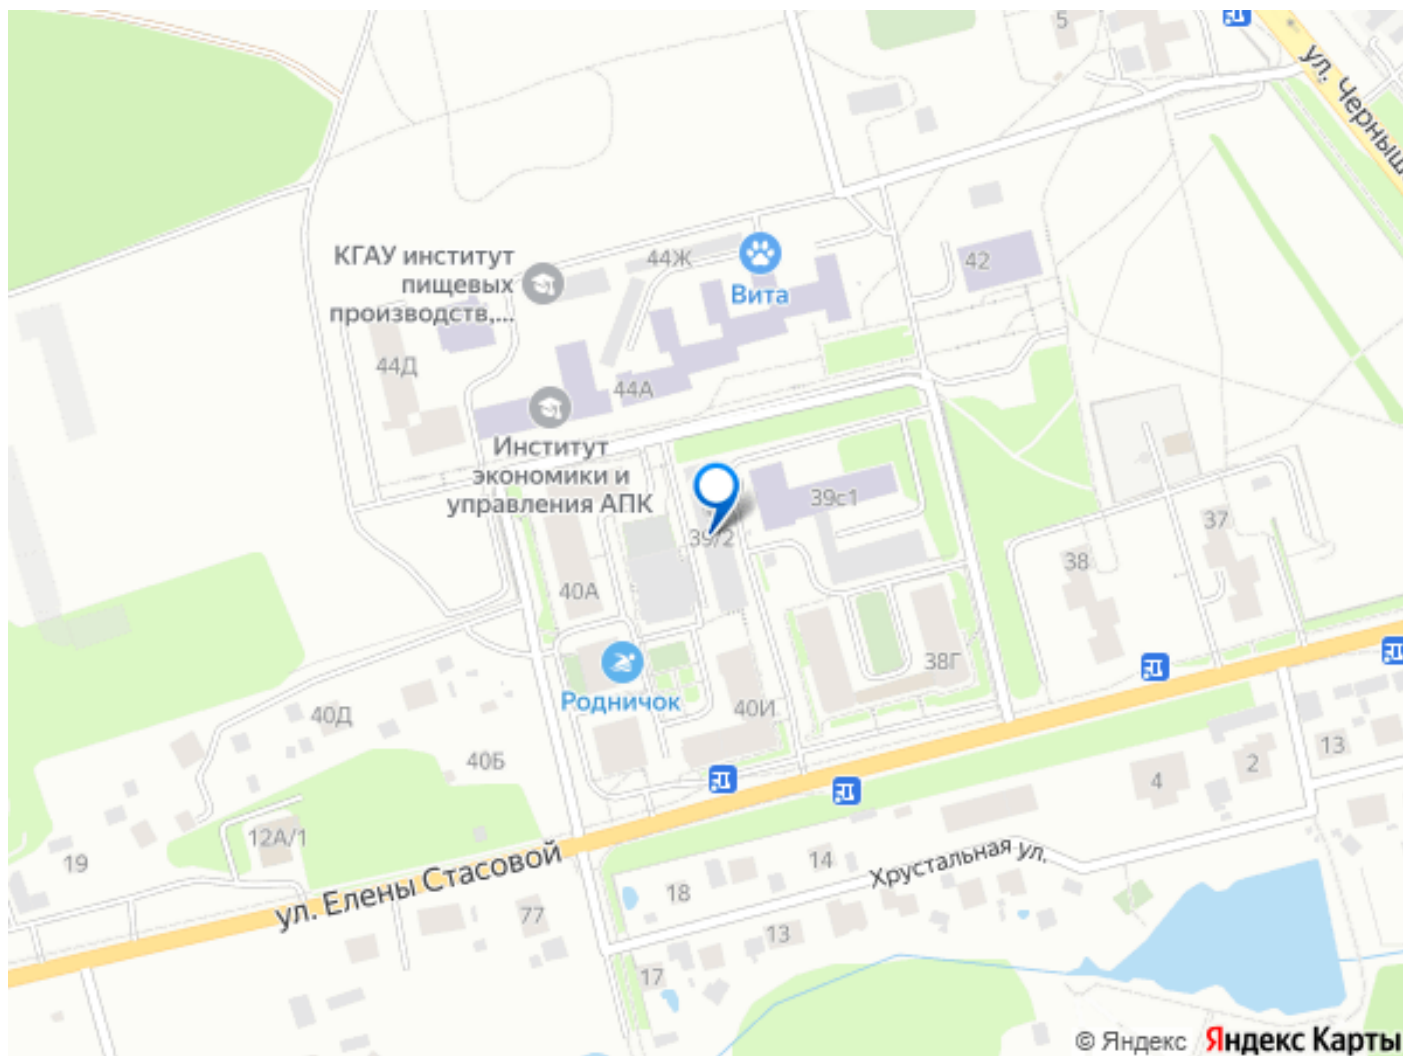 5
ул. Черныш
КГАУ институт
пищевых
производств,...
44Ж
Вита
42
44Д
44А
Институт
экономики и
управления АПК
39с1
39/2
37
38
40А
38Г
Родничок
40И
40Д
40Б
13
2
4
12А/1
19
ул. Елены Стасовой
14
Хрустальная ул.
18
77
13
17
© Яндекс Яндекс Карты